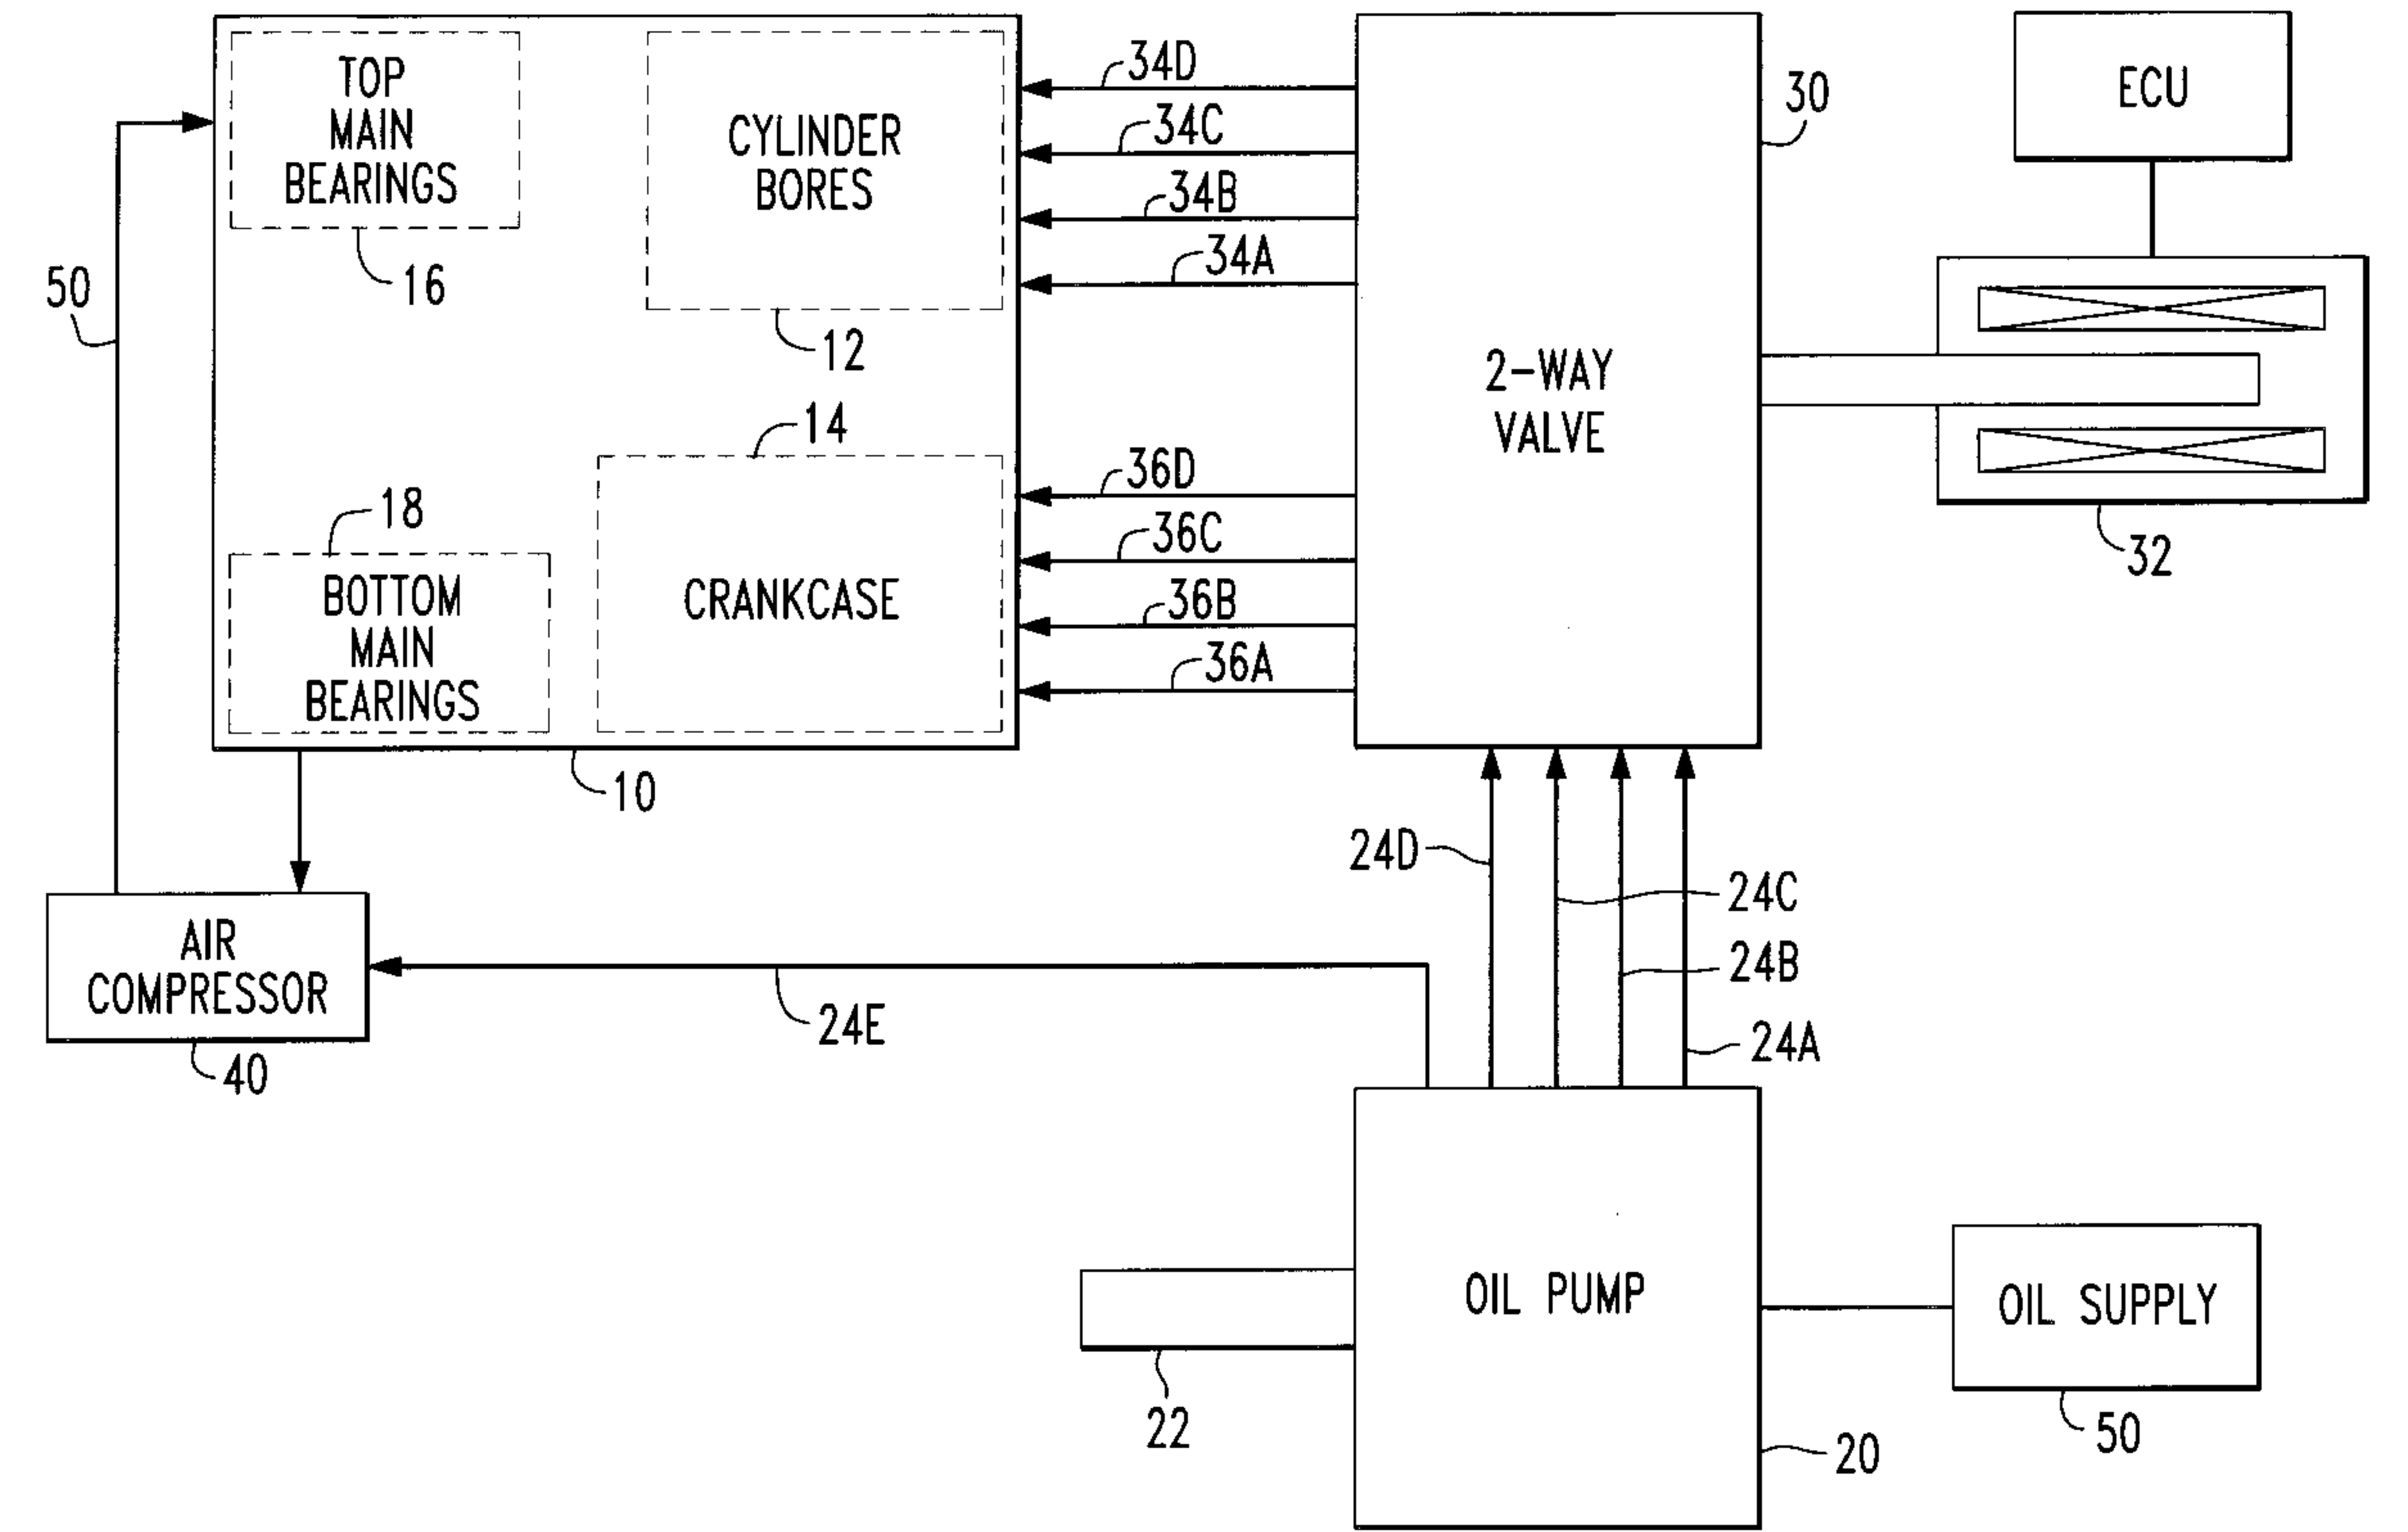 TOP
MAIN
BEARINGS
16
CYLINDER
BORES
12
34D
34C
34B
34A
2-WAY
VALVE
30
ECU
32
50
14
CRANKCASE
18
BOTTOM
MAIN
BEARINGS
36D
36C
36B
36A
10
AIR
COMPRESSOR
40
24E
24D
24C
24B
24A
OIL PUMP
22
20
OIL SUPPLY
50